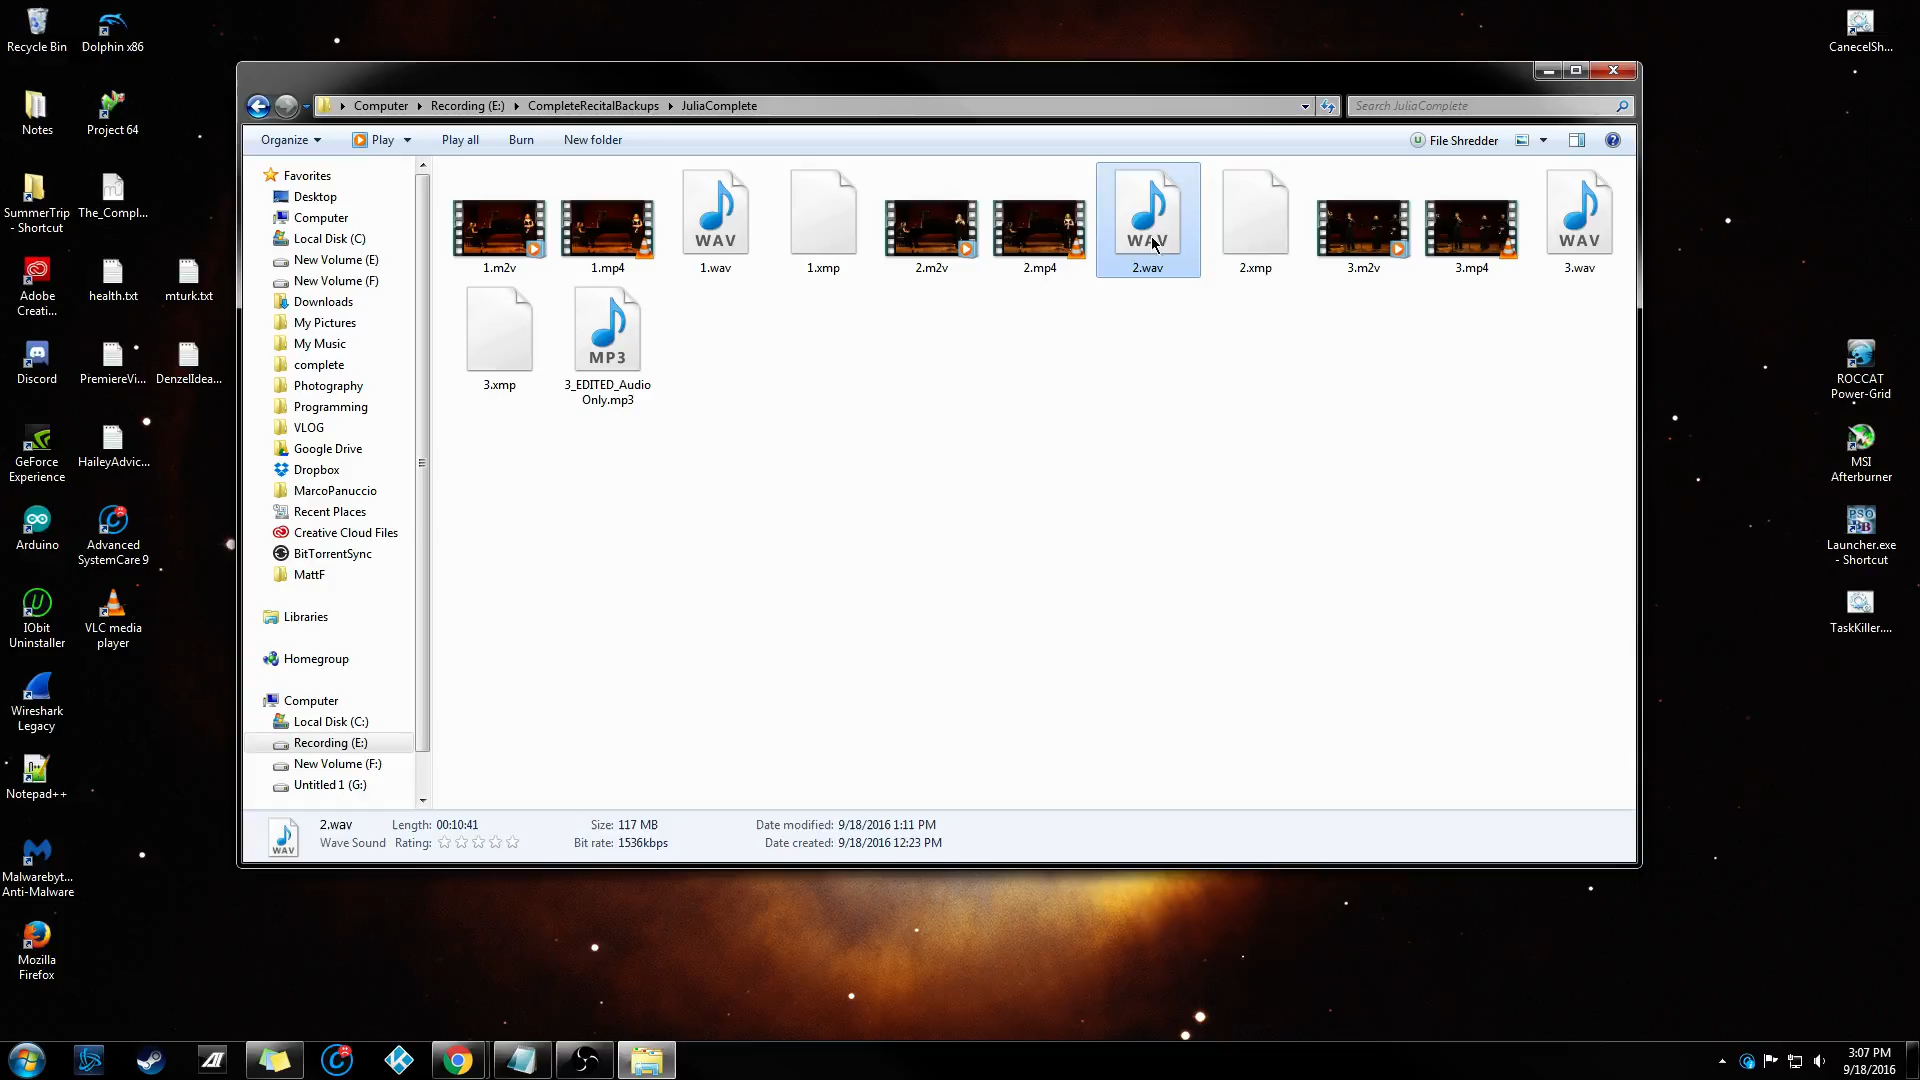 Recycle Bin
Dolphin x86
CanecelSh...
Notes
Project 64
SummerTrip
- Shortcut
The_Compl...
Adobe
Creati...
health.txt
mturk.txt
Discord
PremiereVi...
DenzelIdea...
GeForce
Experience
HaileyAdvic...
Arduino
Advanced
SystemCare 9
IObit
Uninstaller
VLC media
player
Wireshark
Legacy
Notepad++
Malwarebyt...
Anti-Malware
Mozilla
Firefox
Computer
Recording (E:)
CompleteRecitalBackups
JuliaComplete
Search JuliaComplete
Organize
Play
Play all
Burn
New folder
File Shredder
Favorites
Desktop
Computer
Local Disk (C)
New Volume (E)
New Volume (F)
Downloads
My Pictures
My Music
complete
Photography
Programming
VLOG
Google Drive
Dropbox
MarcoPanuccio
Recent Places
Creative Cloud Files
BitTorrentSync
MattF
Libraries
Homegroup
Computer
Local Disk (C:)
Recording (E:)
New Volume (F:)
Untitled 1 (G:)
WAV
WAV
WAV
1.m2v
1.mp4
1.wav
1.xmp
2.m2v
2.mp4
2.wav
2.xmp
3.m2v
3.mp4
3.wav
MP3
3.xmp
3_EDITED_Audio
Only.mp3
WAV
2.wav
Length: 00:10:41
Size: 117 MB
Date modified: 9/18/2016 1:11 PM
Wave Sound
Rating:
Bit rate: 1536kbps
Date created: 9/18/2016 12:23 PM
ROCCAT
Power-Grid
MSI
Afterburner
PSO
BB
Launcher.exe
- Shortcut
TaskKiller....
3:07 PM
9/18/2016